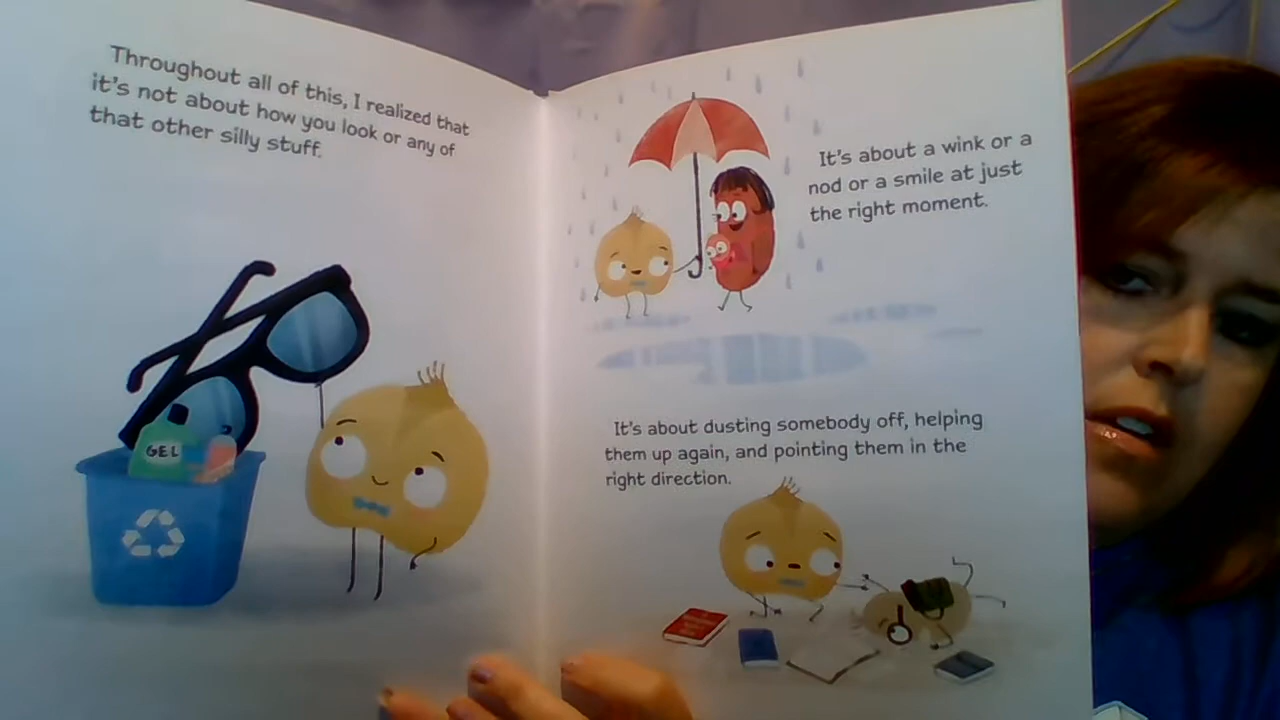 Throughout all of this, I realized that
it's not about how you look or any of
that other silly stuff.
GEL
It's about a wink or a
nod or a smile at just
the right moment.
It's about dusting somebody off, helping
them up again, and pointing them in the
right direction.